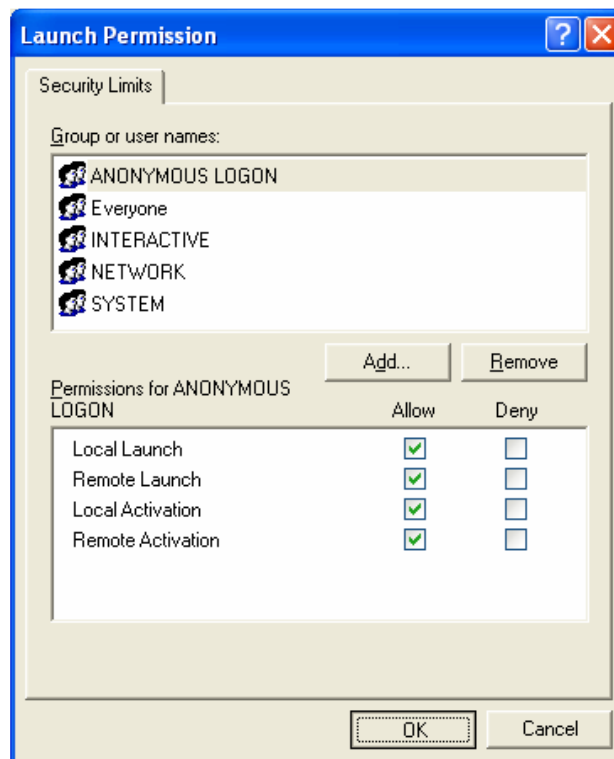 Launch Permission
Security Limits
Group or user names:
ANONYMOUS LOGON
Everyone
INTERACTIVE
NETWORK
SYSTEM
Add... Remove
Permissions for ANONYMOUS
LOGON Allow Deny
Local Launch
Remote Launch
Local Activation
Remote Activation
OK Cancel